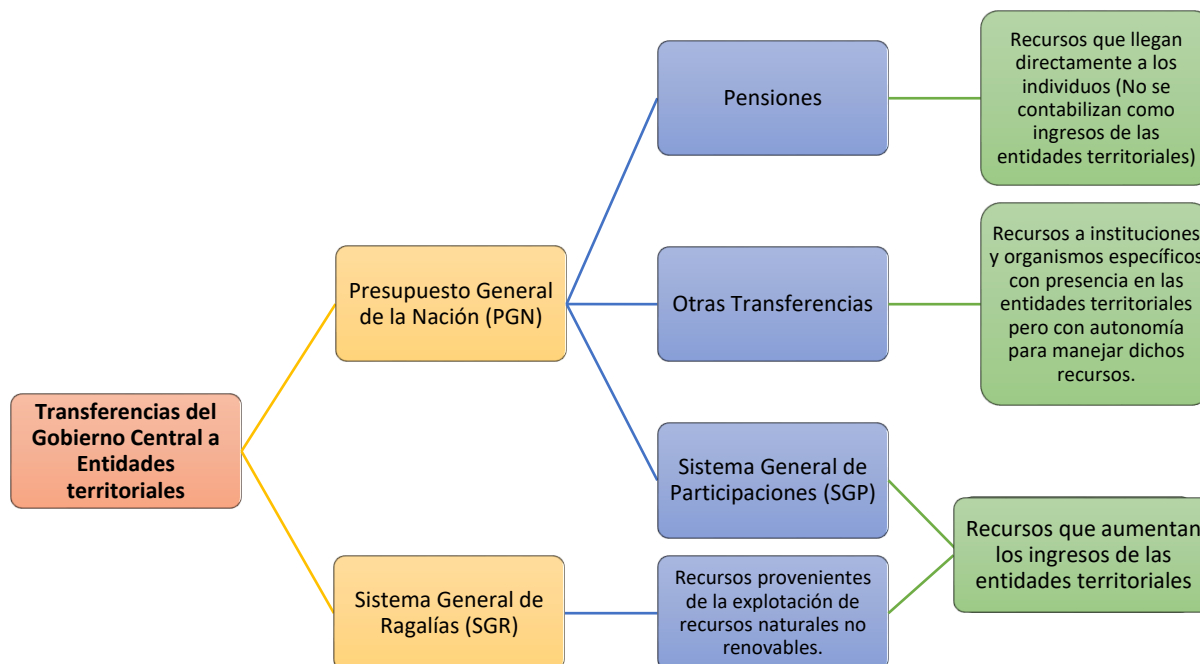 Transferencias del
Gobierno Central a
Entidades
territoriales
Presupuesto General
de la Nación (PGN)
Sistema General de
Ragalías (SGR)
Pensiones
Otras Transferencias
Sistema General de
Participaciones (SGP)
Recursos provenientes
de la explotación de
recursos naturales no
renovables.
Recursos que llegan
directamente a los
individuos (No se
contabilizan como
ingresos de las
entidades territoriales)
Recursos a instituciones
y organismos específicos
con presencia en las
entidades territoriales
pero con autonomía
para manejar dichos
recursos.
Recursos que aumentan
los ingresos de las
entidades territoriales